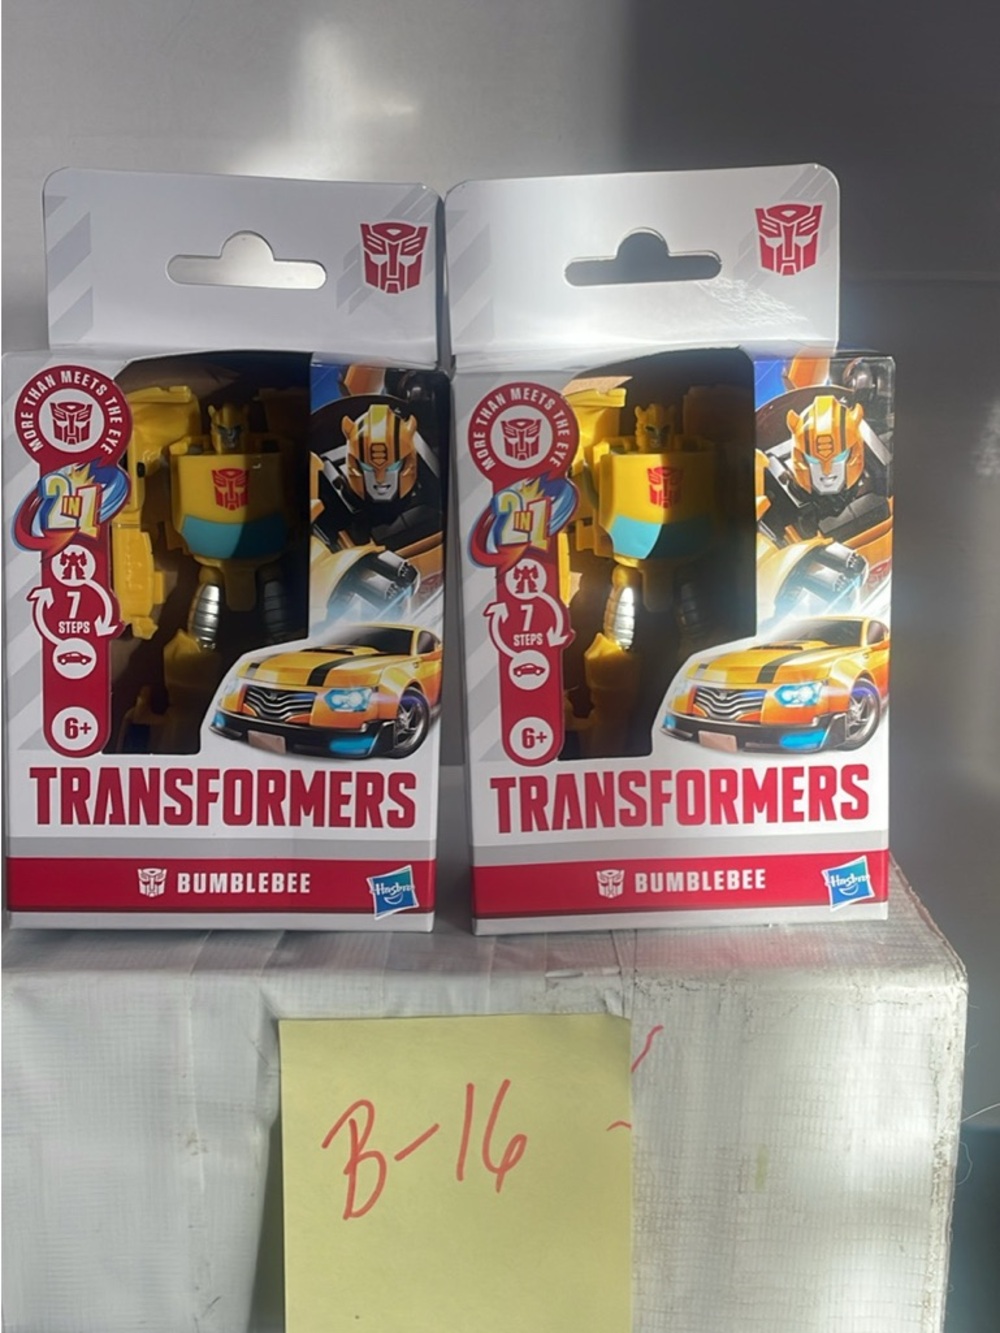 MORE THAN MEETS THE EYE
2 IN 1
7
STEPS
6+
TRANSFORMERS
BUMBLEBEE
Hasbro
MORE THAN MEETS THE EYE
2 IN 1
7
STEPS
6+
TRANSFORMERS
BUMBLEBEE
Hasbro
B-16